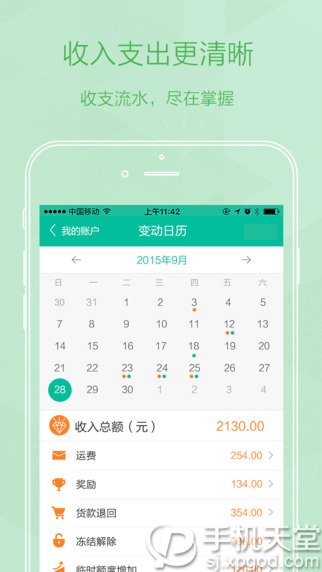 收入支出更清晰
收支流水，尽在掌握
中国移动 上午11:42
我的账户 变动日历
← 2015年9月 →
日 一 二 三 四 五 六
30 31 1 2 3 4 5
6 7 8 9 10 11 12
14 15 16 17 18 19 20
21 22 23 24 25 26 27
28 29 30 1 2 3 4
收入总额（元） 2130.00
运费 254.00
奖励 34.00
货款退回 254.00
冻结解除
临时额度增加
手机天堂
sj.xpgod.com